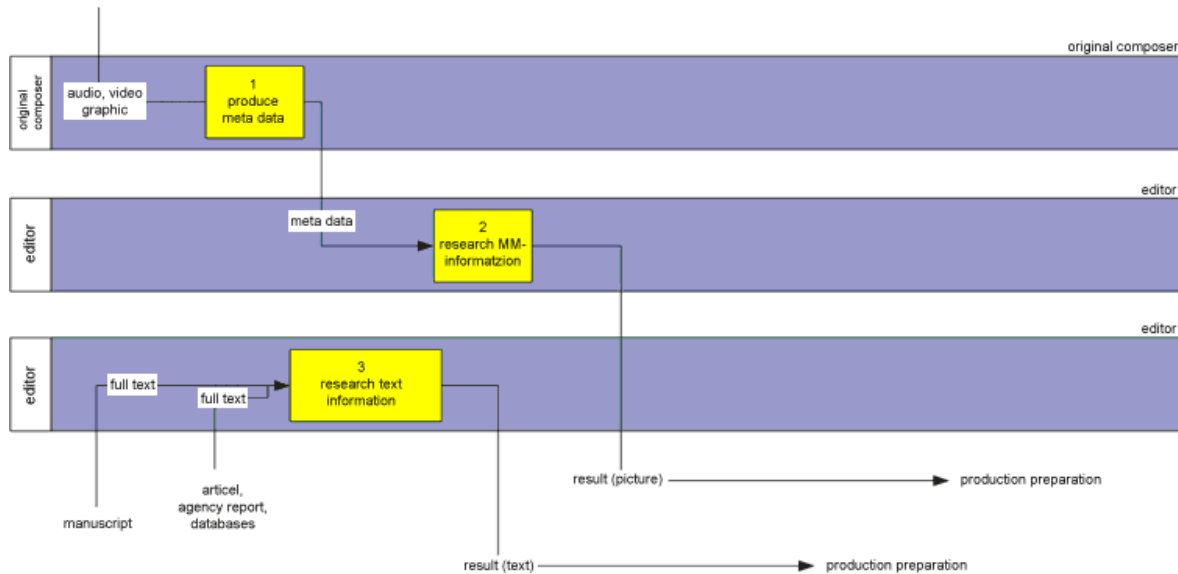 original composer
original
composer
audio, video
graphic
1
produce
meta data
editor
editor
meta data
2
research MM-
informatzion
editor
editor
full text
full text
3
research text
information
result (picture)
production preparation
articel,
agency report,
databases
manuscript
result (text)
production preparation